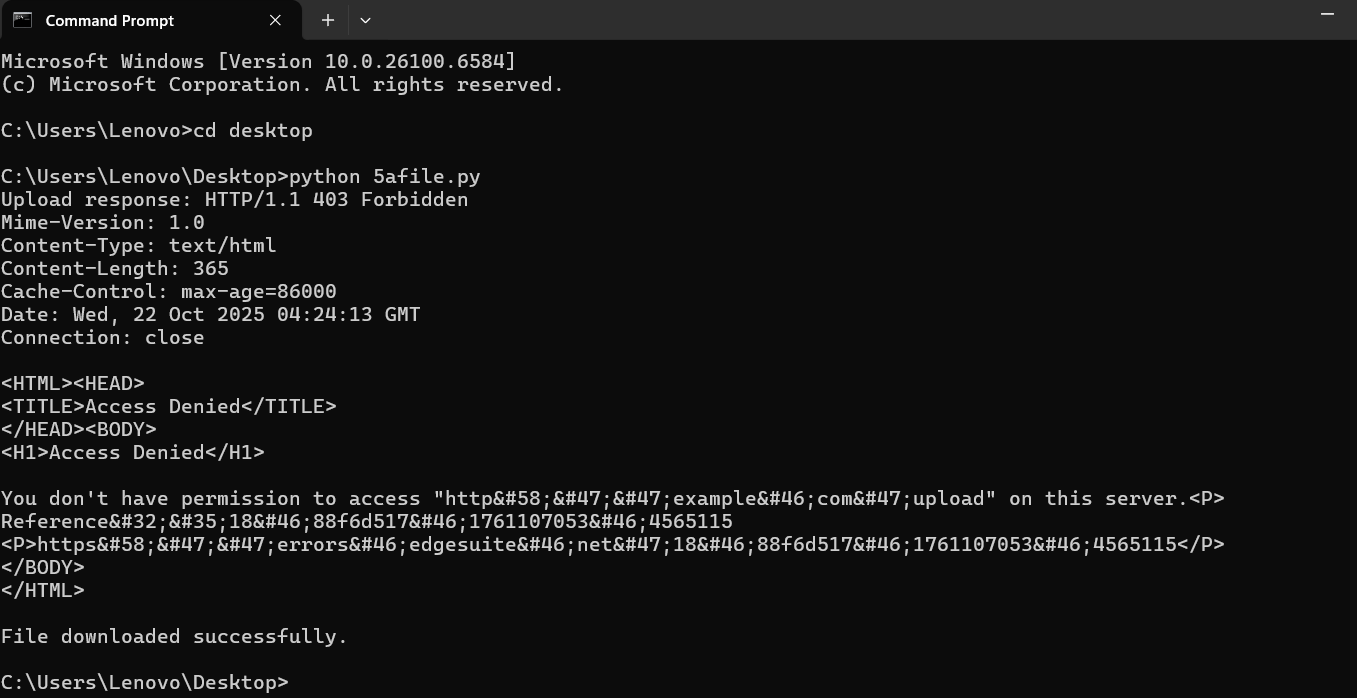 Command Prompt
Microsoft Windows [Version 10.0.26100.6584]
(c) Microsoft Corporation. All rights reserved.
C:\Users\Lenovo>cd desktop
C:\Users\Lenovo\Desktop>python 5afile.py
Upload response: HTTP/1.1 403 Forbidden
Mime-Version: 1.0
Content-Type: text/html
Content-Length: 365
Cache-Control: max-age=86000
Date: Wed, 22 Oct 2025 04:24:13 GMT
Connection: close
<HTML><HEAD>
<TITLE>Access Denied</TITLE>
</HEAD><BODY>
<H1>Access Denied</H1>
You don't have permission to access "http&#58;&#47;&#47;example&#46;com&#47;upload" on this server.<P>
Reference&#32;&#35;18&#46;88f6d517&#46;1761107053&#46;4565115
<P>https&#58;&#47;&#47;errors&#46;edgesuite&#46;net&#47;18&#46;88f6d517&#46;1761107053&#46;4565115</P>
</BODY>
</HTML>
File downloaded successfully.
C:\Users\Lenovo\Desktop>